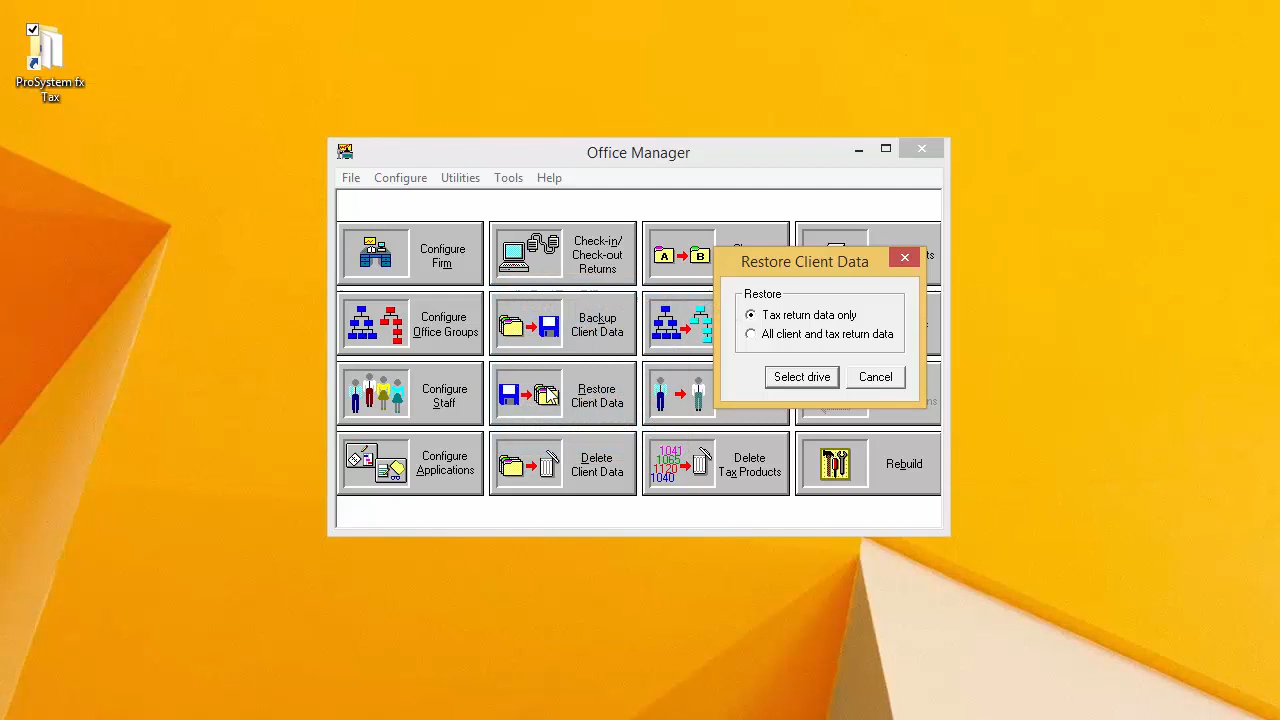 ProSystem fx
Tax
Office Manager
File Configure Utilities Tools Help
Configure
Firm
Check-in/
Check-out
Returns
A B
Configure
Office Groups
Backup
Client Data
Configure
Staff
Restore
Client Data
Configure
Applications
Delete
Client Data
1041
1065
1120
1040
Delete
Tax Products
Rebuild
Restore Client Data
Restore
Tax return data only
All client and tax return data
Select drive
Cancel